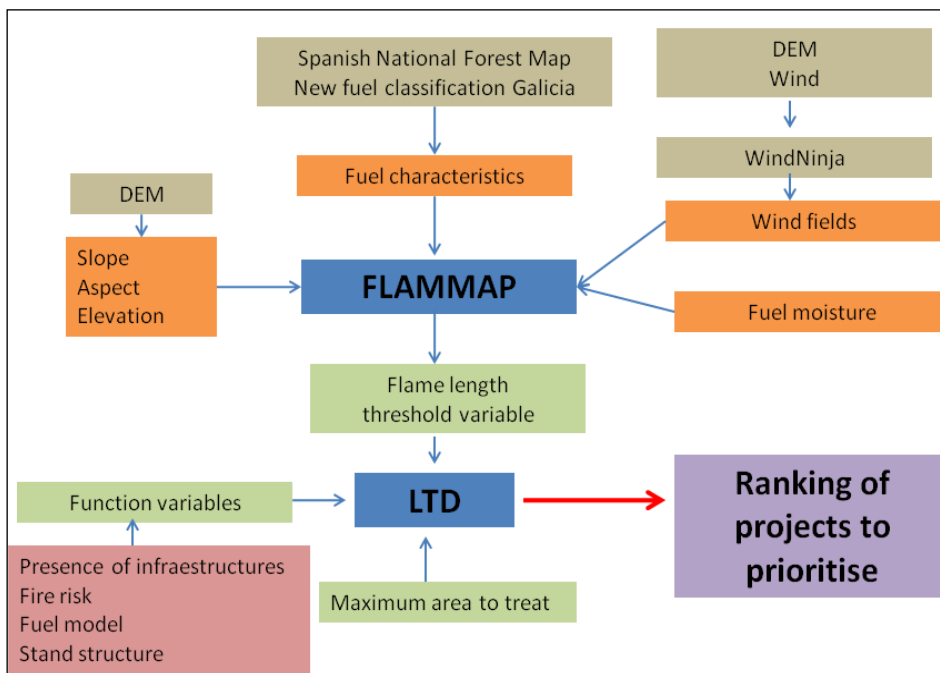 Spanish National Forest Map
New fuel classification Galicia
DEM
Wind
WindNinja
Fuel characteristics
DEM
Wind fields
Slope
Aspect
Elevation
FLAMMAP
Fuel moisture
Flame length
threshold variable
Function variables
LTD
Ranking of
projects to
prioritise
Presence of infraestructures
Fire risk
Fuel model
Stand structure
Maximum area to treat